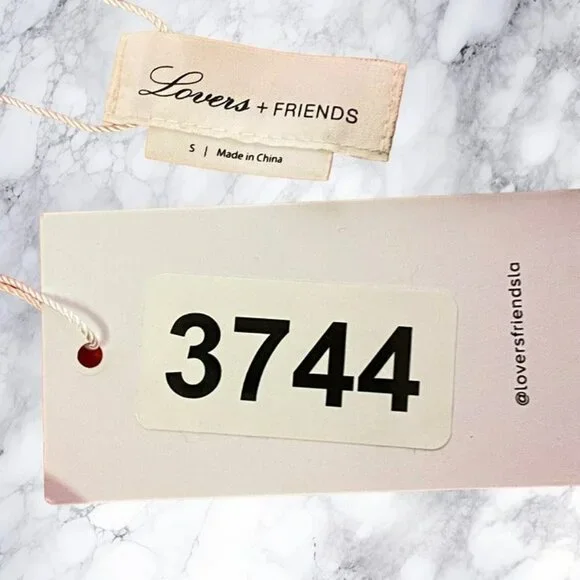 Lovers + FRIENDS
S | Made in China
3744
@loversfriendsla